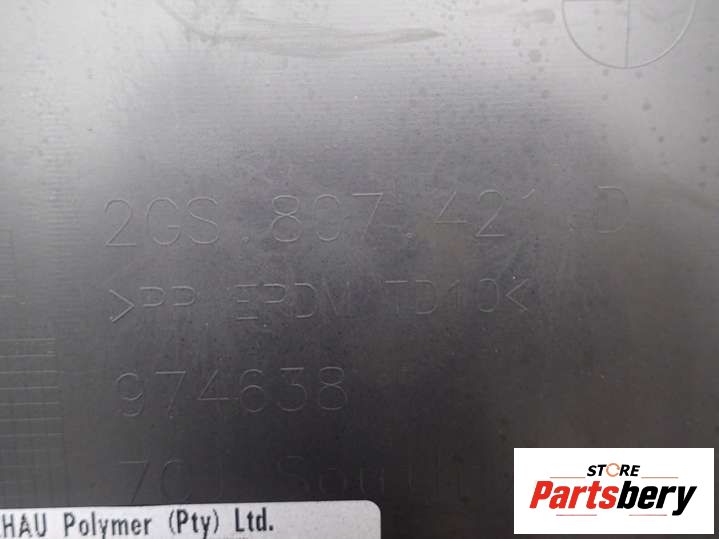 2GS.807.421.D
>PP EPDM TD10<
974638
HAU Polymer (Pty) Ltd.
STORE
Partsbery